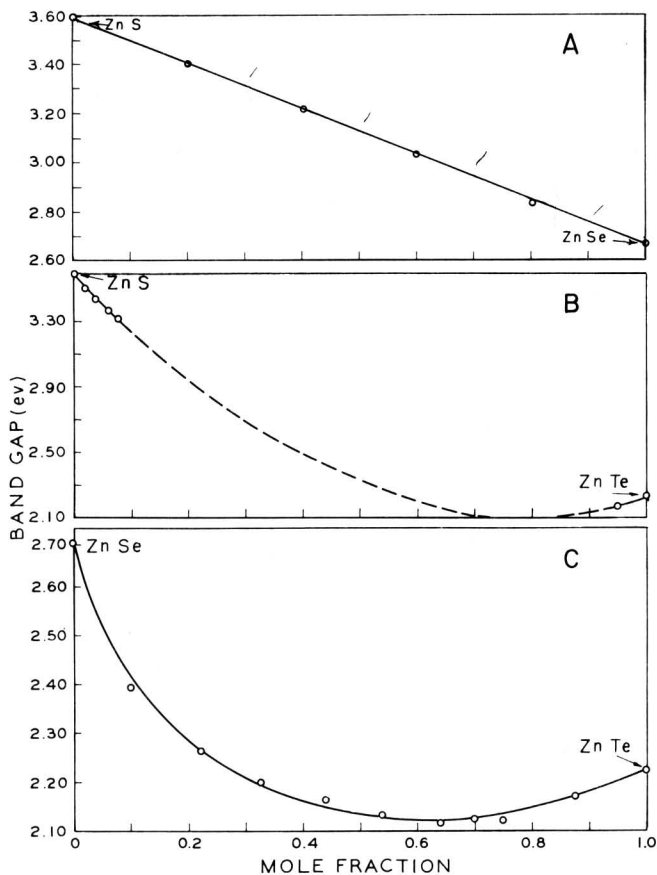 3.60
Zn S
A
3.40
3.20
3.00
2.80
Zn Se
2.60
Zn S
B
3.30
2.90
2.50
Zn Te
2.10
BAND GAP (ev)
2.70
Zn Se
C
2.60
2.50
2.40
2.30
Zn Te
2.20
2.10
0 0.2 0.4 0.6 0.8 1.0
MOLE FRACTION